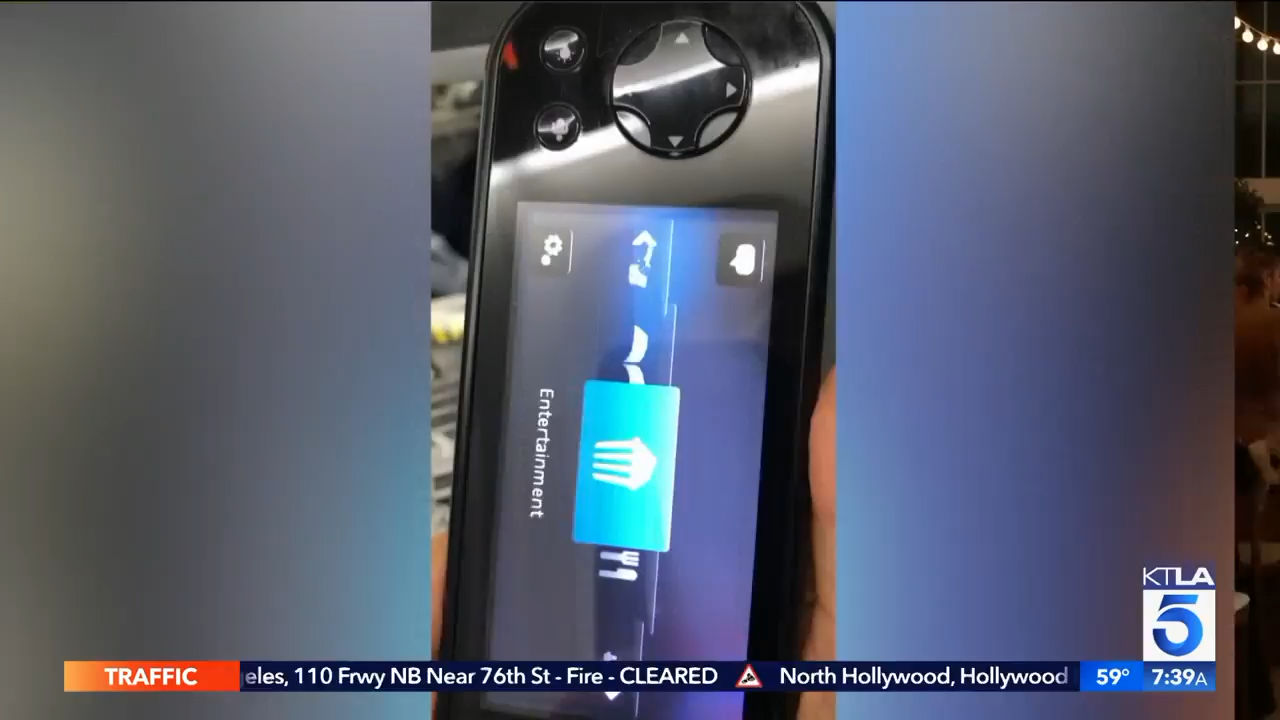 Entertainment
KTLA
5
TRAFFIC
eles, 110 Frwy NB Near 76th St - Fire - CLEARED
North Hollywood, Hollywood
59°
7:39A